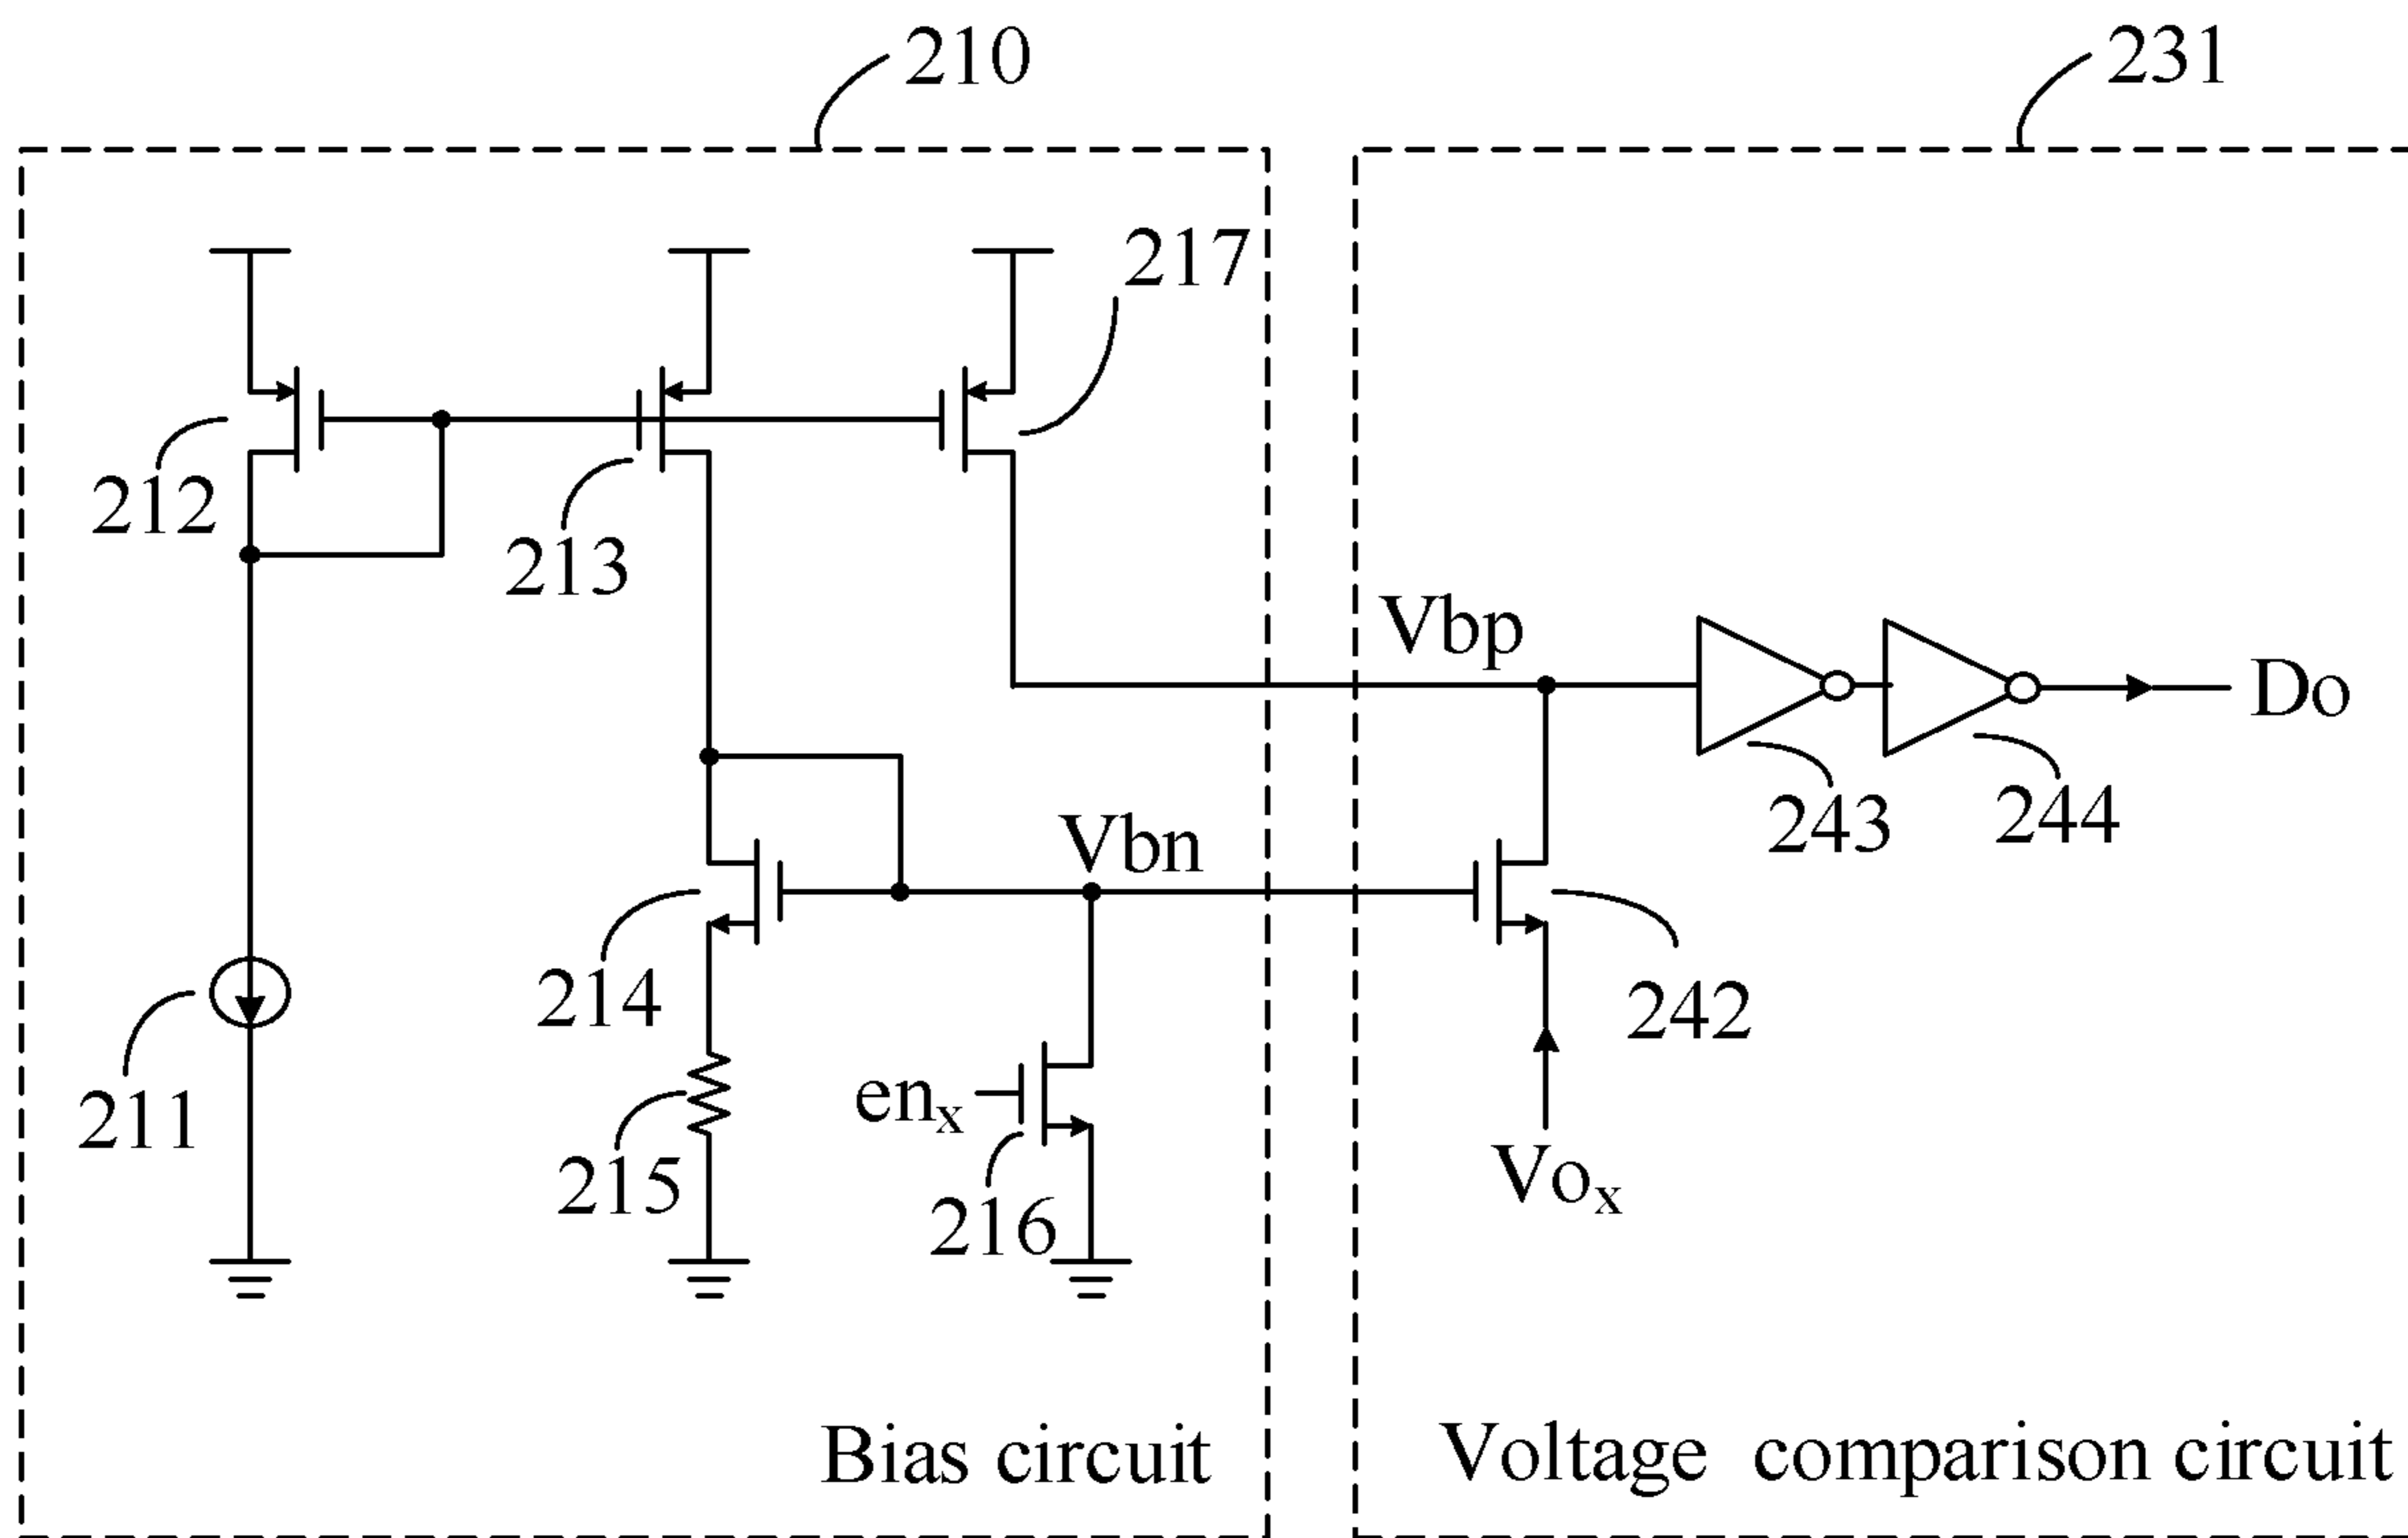 210
231
217
212
213
Vbp
Do
243
244
Vbn
214
242
211
215
enx
216
Vox
Bias circuit
Voltage comparison circuit